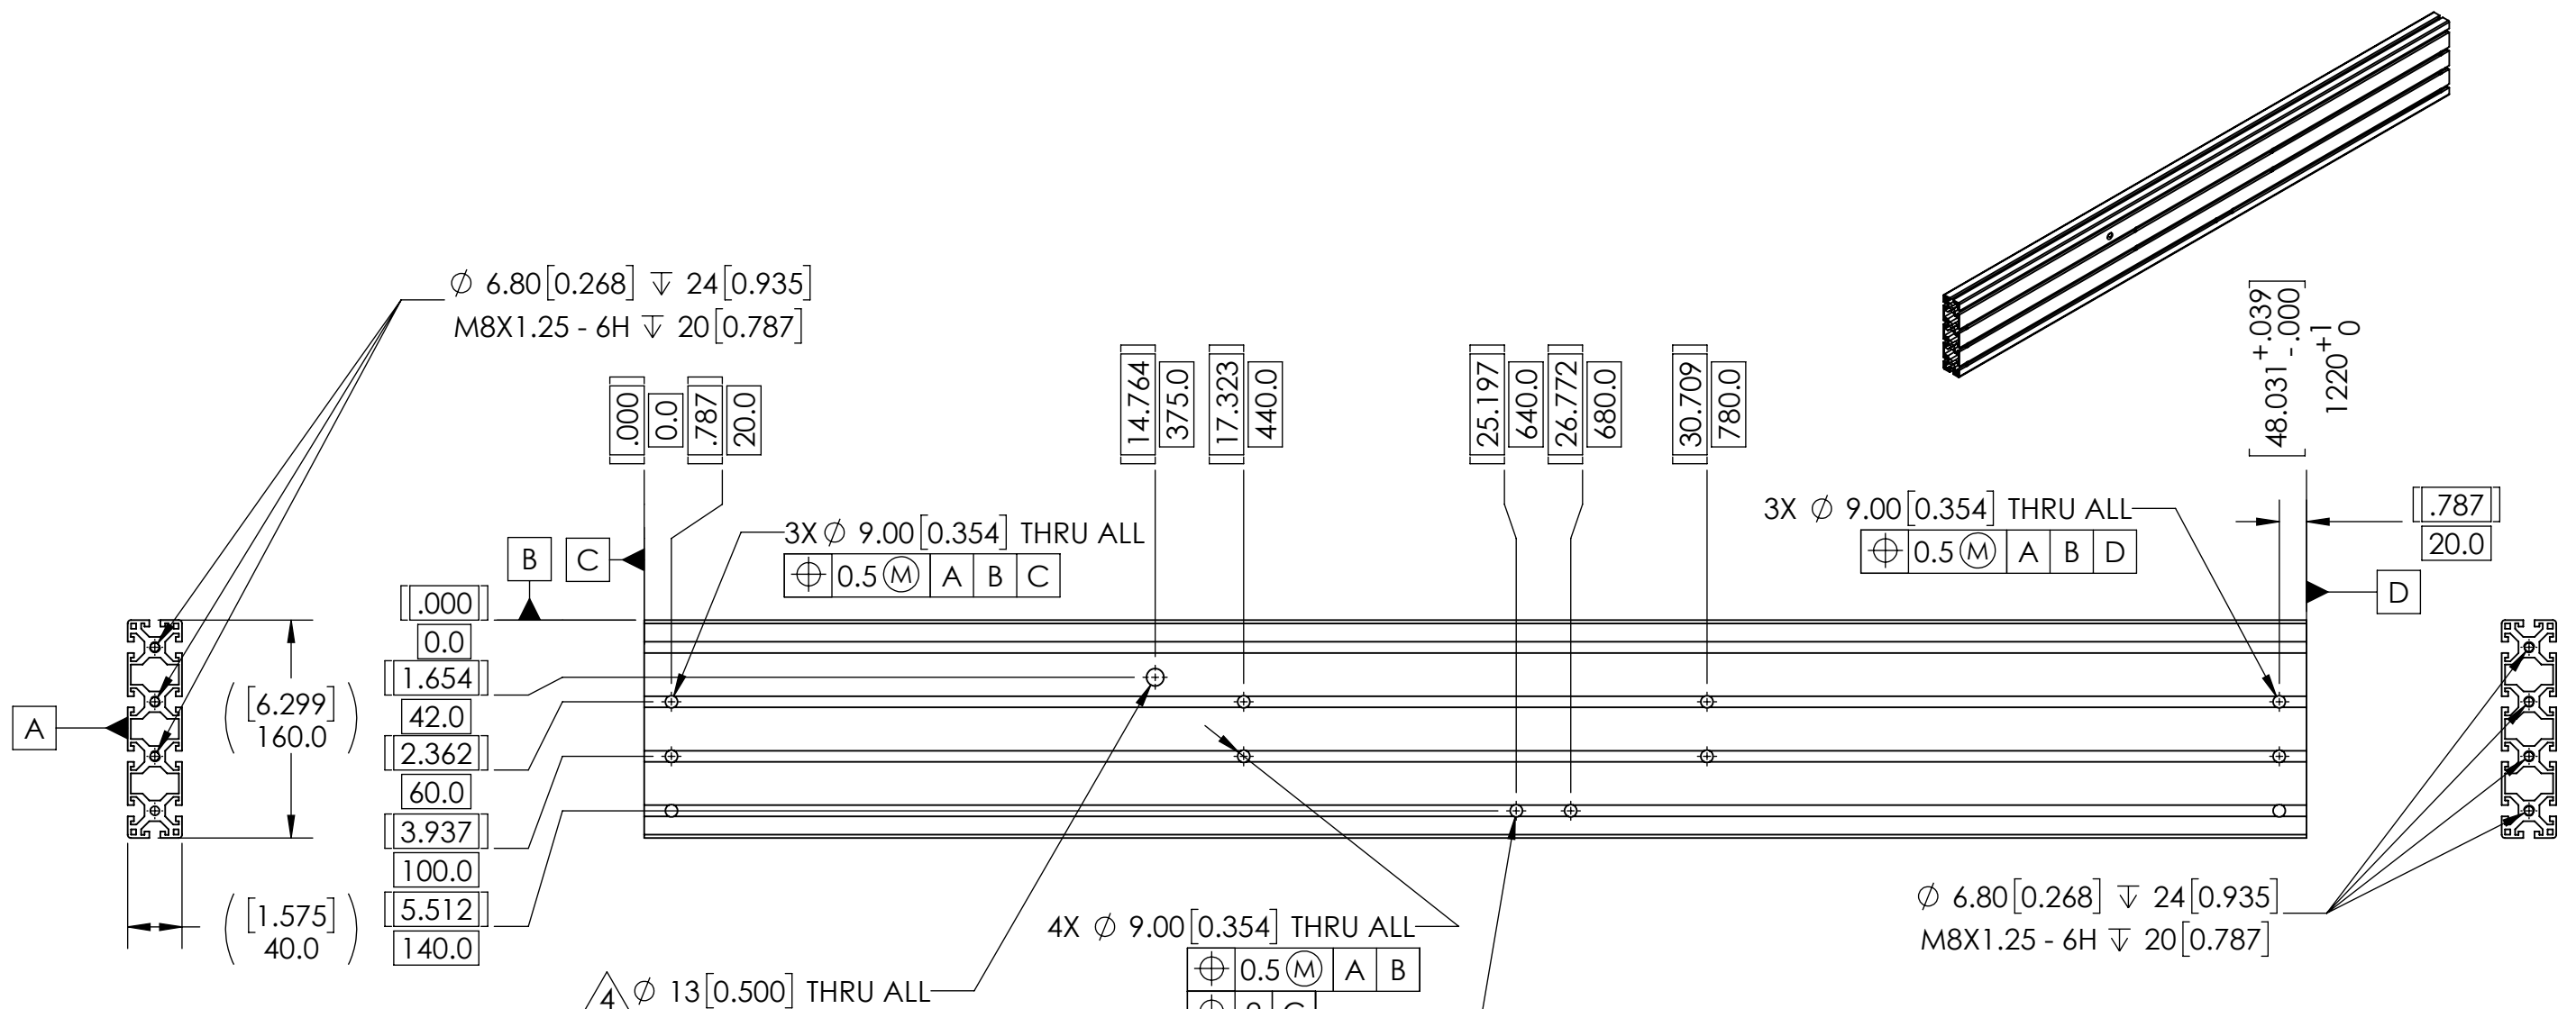 ⌀ 6.80[0.268] ↧ 24[0.935]
M8X1.25 - 6H ↧ 20[0.787]
[.000]
0.0
[.787]
20.0
[14.764]
375.0
[17.323]
440.0
[25.197]
640.0
[26.772]
680.0
[30.709]
780.0
[48.031 +.039 -.000]
1220 +1 0
[.787]
20.0
3X ⌀ 9.00[0.354] THRU ALL
⌖ 0.5 Ⓜ A B C
3X ⌀ 9.00[0.354] THRU ALL
⌖ 0.5 Ⓜ A B D
B
C
D
A
[.000]
0.0
[1.654]
42.0
[2.362]
60.0
[3.937]
100.0
[5.512]
140.0
([6.299]
160.0)
([1.575]
40.0)
4X ⌀ 9.00[0.354] THRU ALL
⌖ 0.5 Ⓜ A B
4 ⌀ 13[0.500] THRU ALL
⌀ 6.80[0.268] ↧ 24[0.935]
M8X1.25 - 6H ↧ 20[0.787]